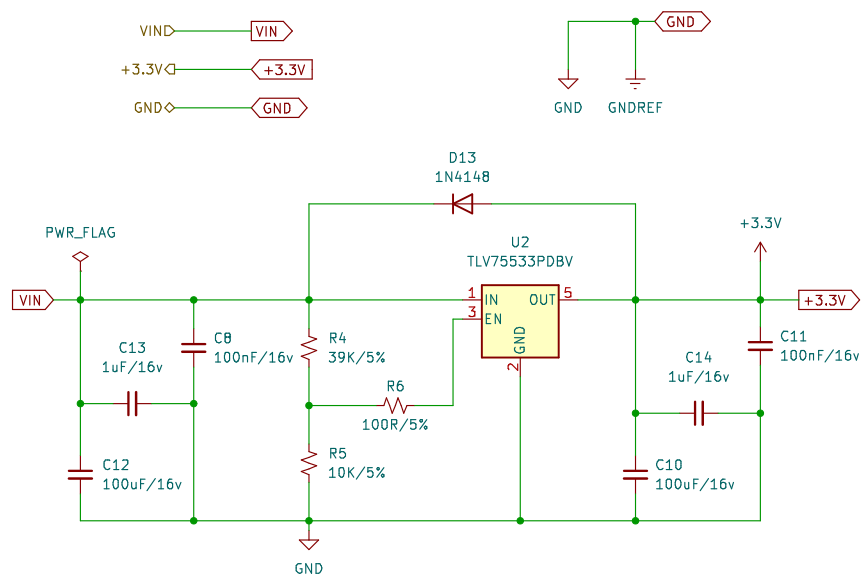 VIN VIN
+3.3V +3.3V
GND GND
GND
GND GNDREF
D13
1N4148
PWR_FLAG
+3.3V
U2
TLV75533PDBV
VIN
1 IN OUT 5
3 EN
GND
2
+3.3V
C13
1uF/16v
C8
100nF/16v
R4
39K/5%
R6
100R/5%
R5
10K/5%
C12
100uF/16v
C11
100nF/16v
C14
1uF/16v
C10
100uF/16v
GND